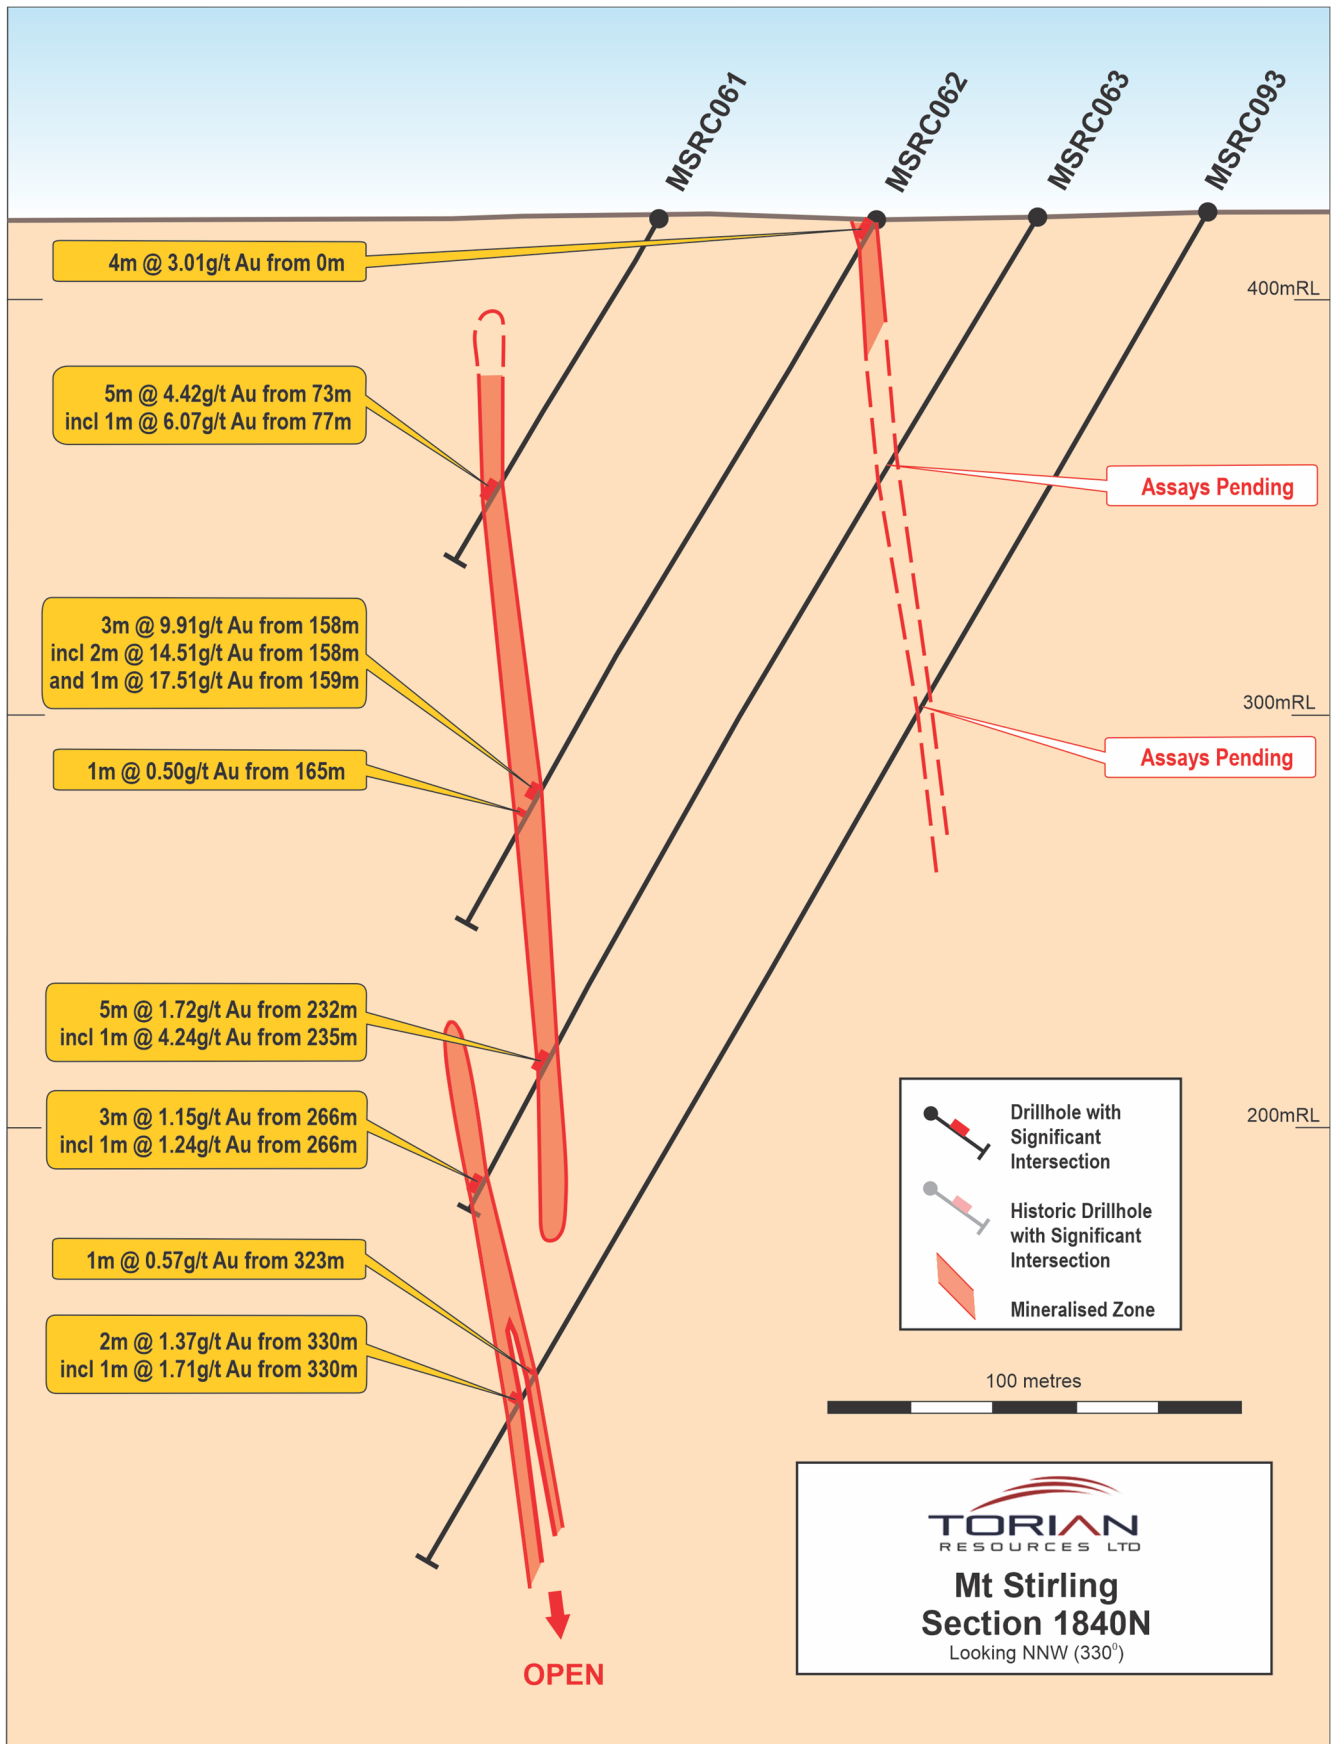 MSRC061
MSRC062
MSRC063
MSRC093
4m @ 3.01g/t Au from 0m
400mRL
5m @ 4.42g/t Au from 73m
incl 1m @ 6.07g/t Au from 77m
Assays Pending
3m @ 9.91g/t Au from 158m
incl 2m @ 14.51g/t Au from 158m
and 1m @ 17.51g/t Au from 159m
300mRL
Assays Pending
1m @ 0.50g/t Au from 165m
5m @ 1.72g/t Au from 232m
incl 1m @ 4.24g/t Au from 235m
3m @ 1.15g/t Au from 266m
incl 1m @ 1.24g/t Au from 266m
200mRL
1m @ 0.57g/t Au from 323m
2m @ 1.37g/t Au from 330m
incl 1m @ 1.71g/t Au from 330m
OPEN
Drillhole with
Significant
Intersection
Historic Drillhole
with Significant
Intersection
Mineralised Zone
100 metres
TORIAN
RESOURCES LTD
Mt Stirling
Section 1840N
Looking NNW (330⁰)